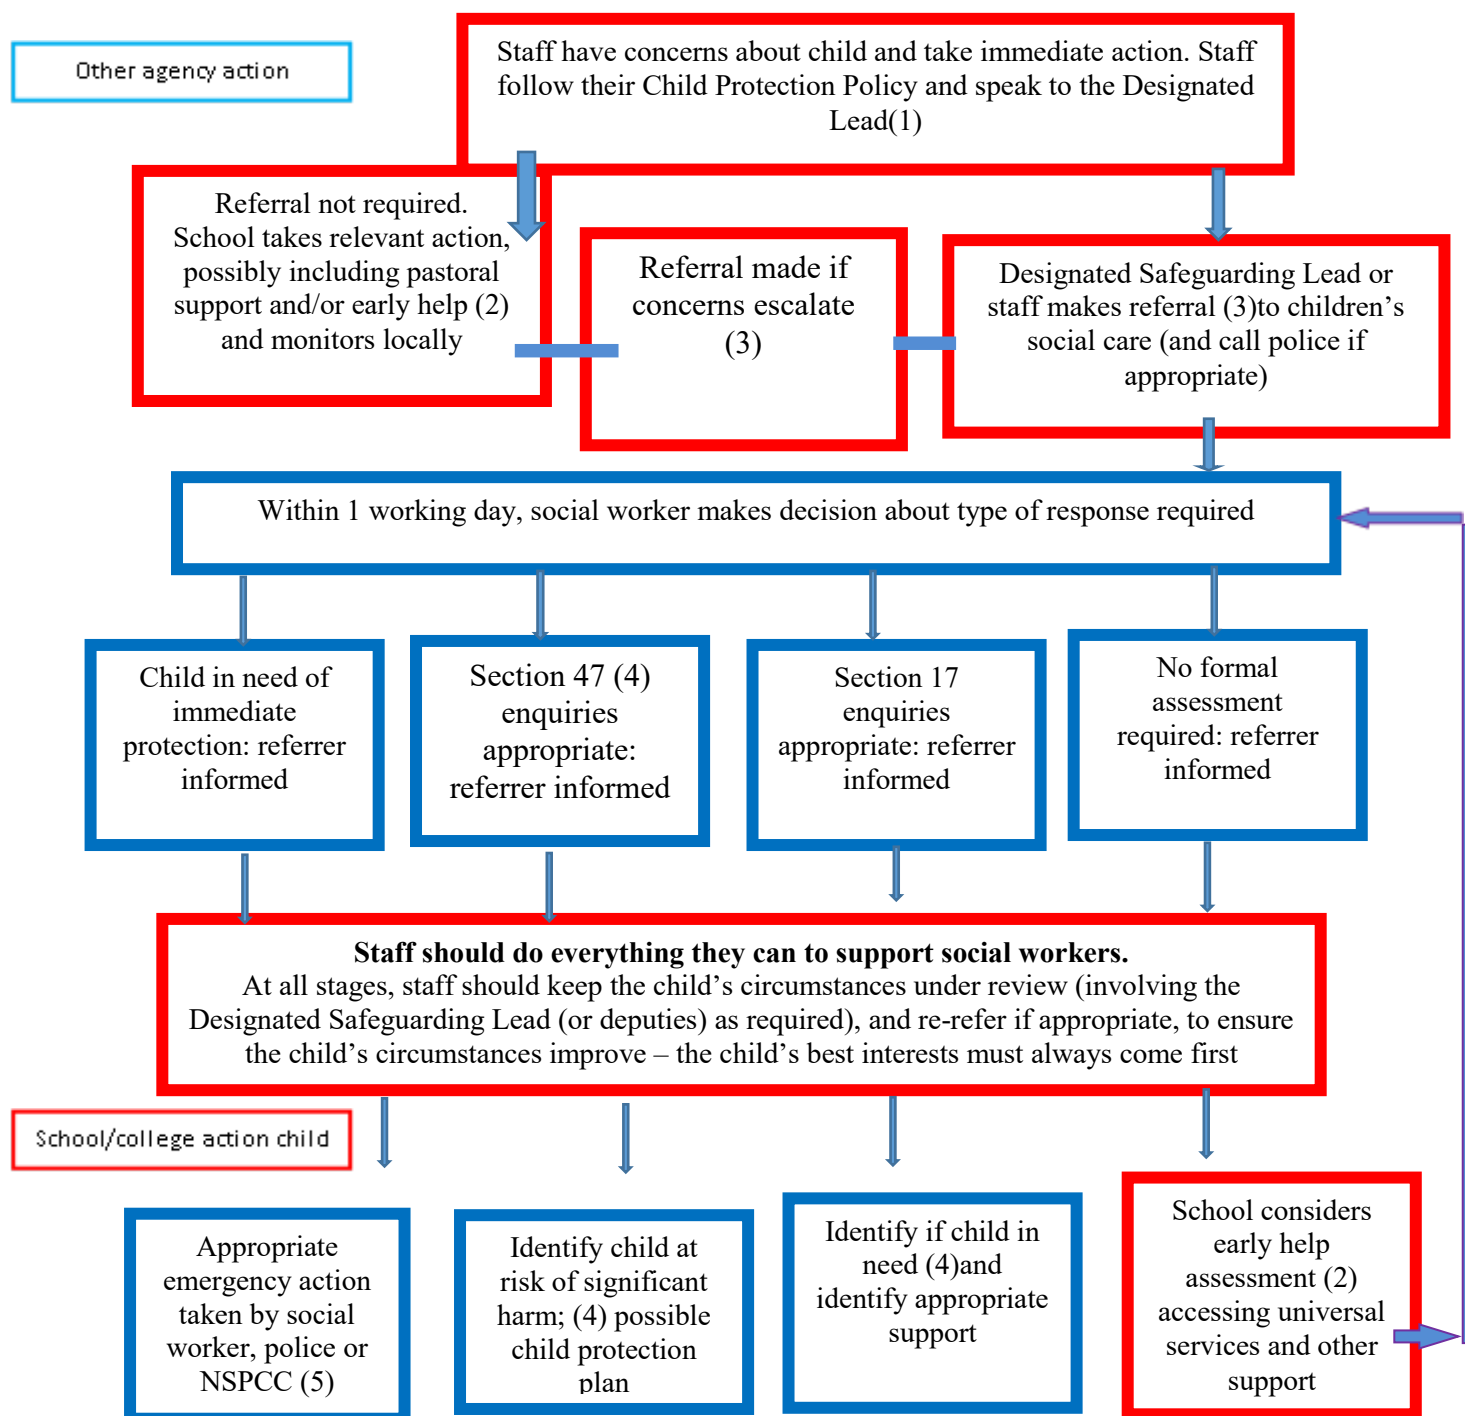 Other agency action
Staff have concerns about child and take immediate action. Staff
follow their Child Protection Policy and speak to the Designated
Lead(1)
Referral not required.
School takes relevant action,
possibly including pastoral
support and/or early help (2)
and monitors locally
Referral made if
concerns escalate
(3)
Designated Safeguarding Lead or
staff makes referral (3)to children’s
social care (and call police if
appropriate)
Within 1 working day, social worker makes decision about type of response required
Child in need of
immediate
protection: referrer
informed
Section 47 (4)
enquiries
appropriate:
referrer informed
Section 17
enquiries
appropriate: referrer
informed
No formal
assessment
required: referrer
informed
Staff should do everything they can to support social workers.
At all stages, staff should keep the child’s circumstances under review (involving the
Designated Safeguarding Lead (or deputies) as required), and re-refer if appropriate, to ensure
the child’s circumstances improve – the child’s best interests must always come first
School/college action child
Appropriate
emergency action
taken by social
worker, police or
NSPCC (5)
Identify child at
risk of significant
harm; (4) possible
child protection
plan
Identify if child in
need (4)and
identify appropriate
support
School considers
early help
assessment (2)
accessing universal
services and other
support